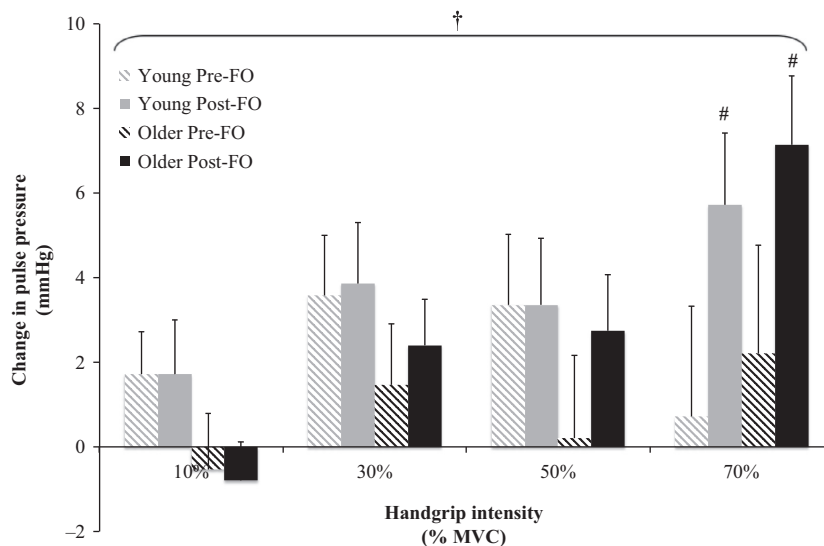 †
#
#
Young Pre-FO
Young Post-FO
Older Pre-FO
Older Post-FO
Change in pulse pressure
(mmHg)
10
8
6
4
2
0
–2
10%
30%
50%
70%
Handgrip intensity
(% MVC)